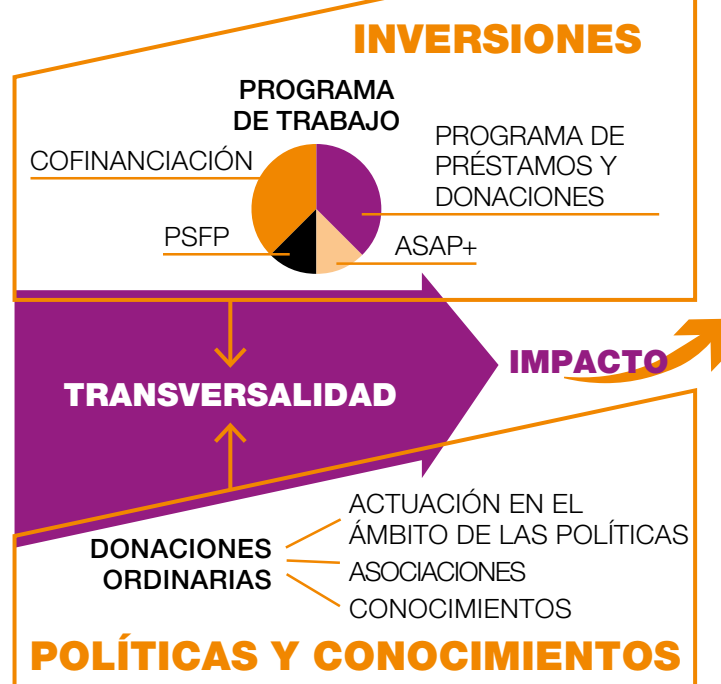 INVERSIONES
PROGRAMA
DE TRABAJO
COFINANCIACIÓN
PROGRAMA DE
PRÉSTAMOS Y
DONACIONES
PSFP
ASAP+
TRANSVERSALIDAD
IMPACTO
DONACIONES
ORDINARIAS
ACTUACIÓN EN EL
ÁMBITO DE LAS POLÍTICAS
ASOCIACIONES
CONOCIMIENTOS
POLÍTICAS Y CONOCIMIENTOS